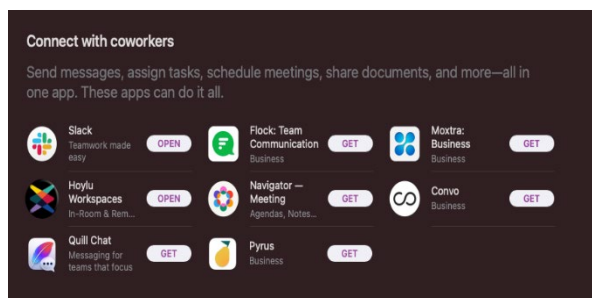 Connect with coworkers
Send messages, assign tasks, schedule meetings, share documents, and more—all in
one app. These apps can do it all.
Slack
Teamwork made
easy
OPEN
Flock: Team
Communication
Business
GET
Moxtra:
Business
Business
GET
Hoylu
Workspaces
In-Room & Rem...
OPEN
Navigator —
Meeting
Agendas, Notes...
GET
Convo
Business
GET
Quill Chat
Messaging for
teams that focus
GET
Pyrus
Business
GET